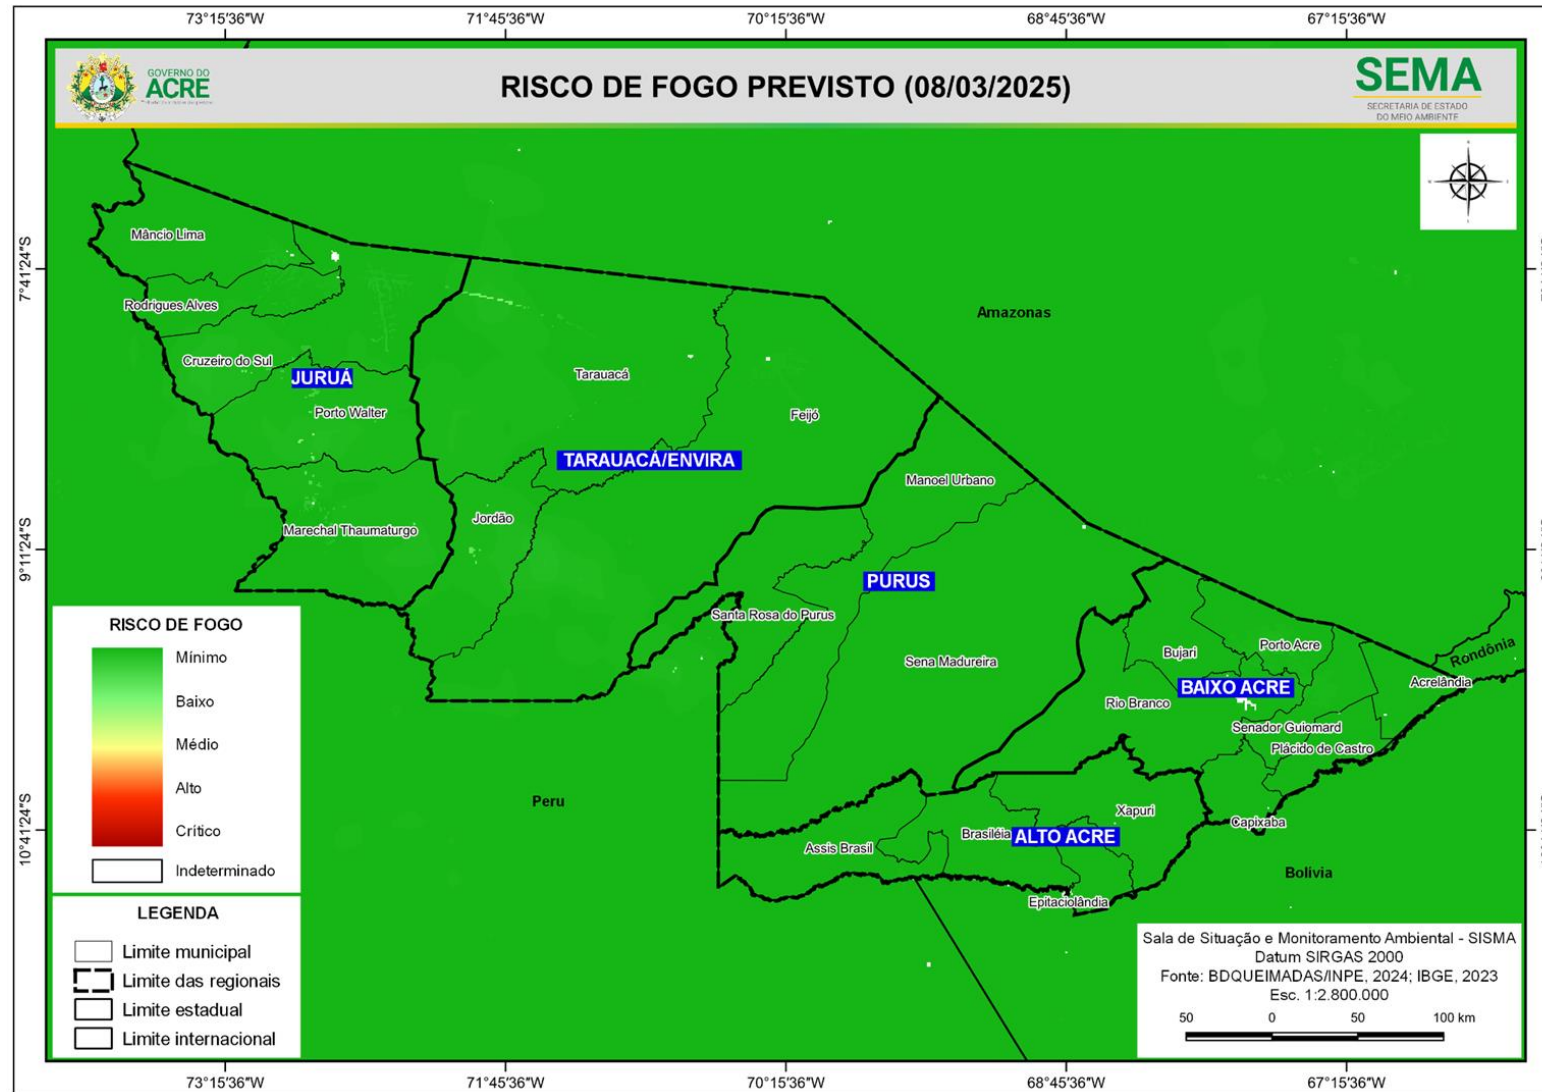 73°15'36"W 71°45'36"W 70°15'36"W 68°45'36"W 67°15'36"W
GOVERNO DO
ACRE
RISCO DE FOGO PREVISTO (08/03/2025)
SEMA
SECRETARIA DE ESTADO
DO MEIO AMBIENTE
Mâncio Lima
7°41'24"S
Rodrigues Alves
Amazonas
Cruzeiro do Sul
JURUÁ
Tarauacá
Porto Walter
Feijó
TARAUACÁ/ENVIRA
Manoel Urbano
Jordão
Marechal Thaumaturgo
9°11'24"S
PURUS
Santa Rosa do Purus
Sena Madureira
Bujari
Porto Acre
Rondônia
Acrelândia
BAIXO ACRE
Rio Branco
Senador Guiomard
Plácido de Castro
Peru
Xapuri
Capixaba
Brasiléia
ALTO ACRE
Assis Brasil
Bolivia
Epitaciolândia
RISCO DE FOGO
Mínimo
Baixo
Médio
Alto
Crítico
Indeterminado
10°41'24"S
LEGENDA
Limite municipal
Limite das regionais
Limite estadual
Limite internacional
Sala de Situação e Monitoramento Ambiental - SISMA
Datum SIRGAS 2000
Fonte: BDQUEIMADAS/INPE, 2024; IBGE, 2023
Esc. 1:2.800.000
50 0 50 100 km
73°15'36"W 71°45'36"W 70°15'36"W 68°45'36"W 67°15'36"W